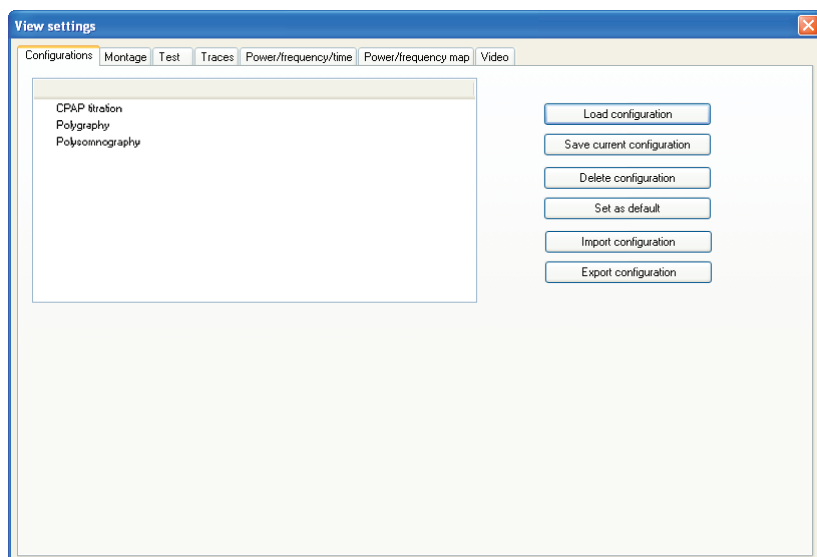 View settings
Configurations Montage Test Traces Power/frequency/time Power/frequency map Video
CPAP titration
Polygraphy
Polysomnography
Load configuration
Save current configuration
Delete configuration
Set as default
Import configuration
Export configuration